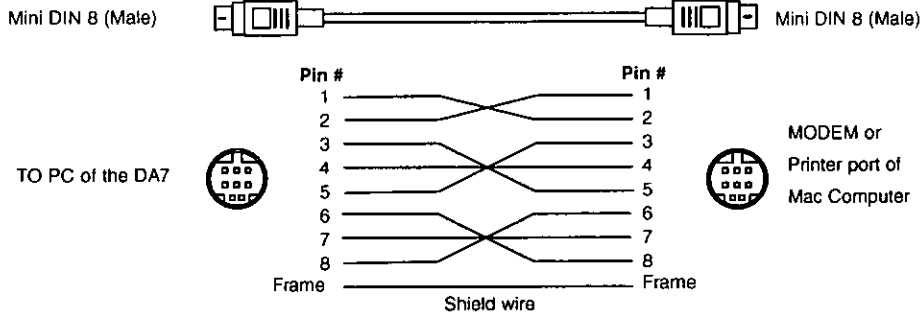 Mini DIN 8 (Male) Mini DIN 8 (Male)
Pin # Pin #
1 1
2 2
3 3
4 4
5 5
6 6
7 7
8 8
Frame Frame
Shield wire
TO PC of the DA7
MODEM or
Printer port of
Mac Computer